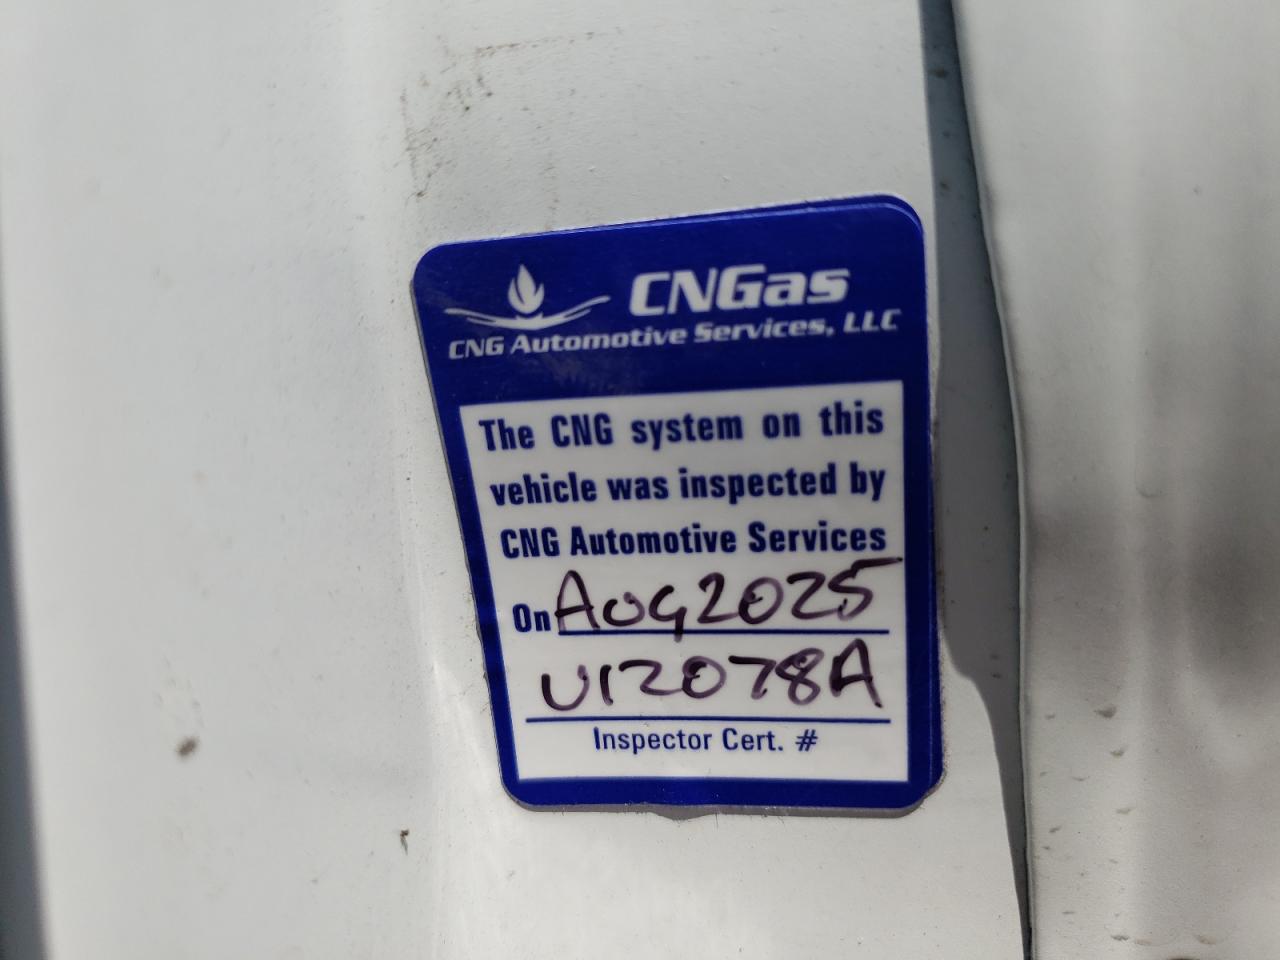 CNGas
CNG Automotive Services, LLC
The CNG system on this
vehicle was inspected by
CNG Automotive Services
On AUG2025
U12078A
Inspector Cert. #